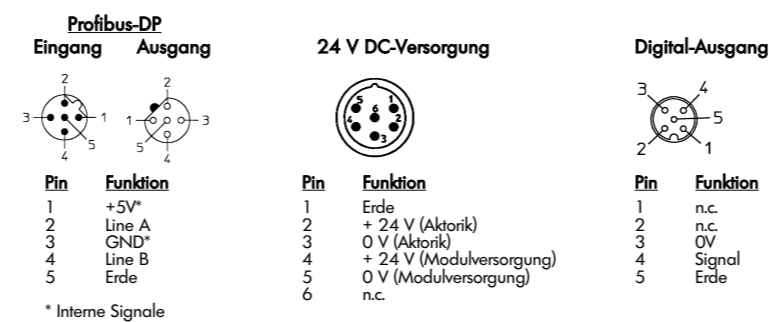 Profibus-DP
Eingang Ausgang
2
3 1
4 5
2
1 3
5 4
Pin Funktion
1 +5V*
2 Line A
3 GND*
4 Line B
5 Erde
* Interne Signale
24 V DC-Versorgung
5 6 1
4 2
3
Pin Funktion
1 Erde
2 + 24 V (Aktorik)
3 0 V (Aktorik)
4 + 24 V (Modulversorgung)
5 0 V (Modulversorgung)
6 n.c.
Digital-Ausgang
3 4
5
2 1
Pin Funktion
1 n.c.
2 n.c.
3 0V
4 Signal
5 Erde